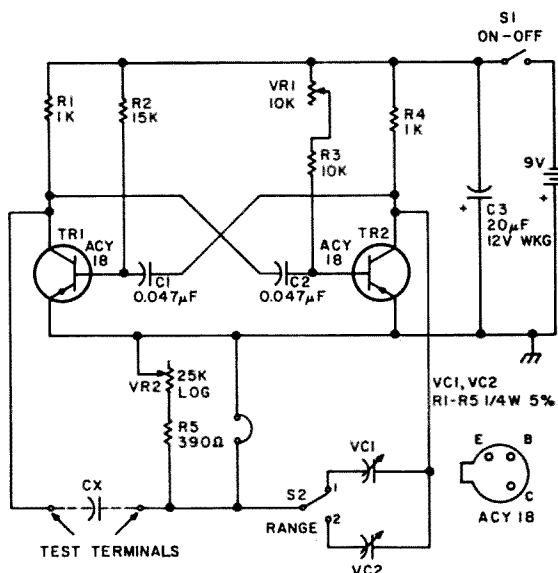 S1
ON-OFF
R1
1K
R2
15K
VR1
10K
R3
10K
R4
1K
9V
+
+
C3
20µF
12V WKG
TR1
ACY
18
C1
0.047µF
C2
0.047µF
ACY
18
TR2
VR2
25K
LOG
R5
390Ω
VC1, VC2
R1-R5 1/4W 5%
VC1
E
B
C
ACY 18
CX
S2
1
2
RANGE
TEST TERMINALS
VC2